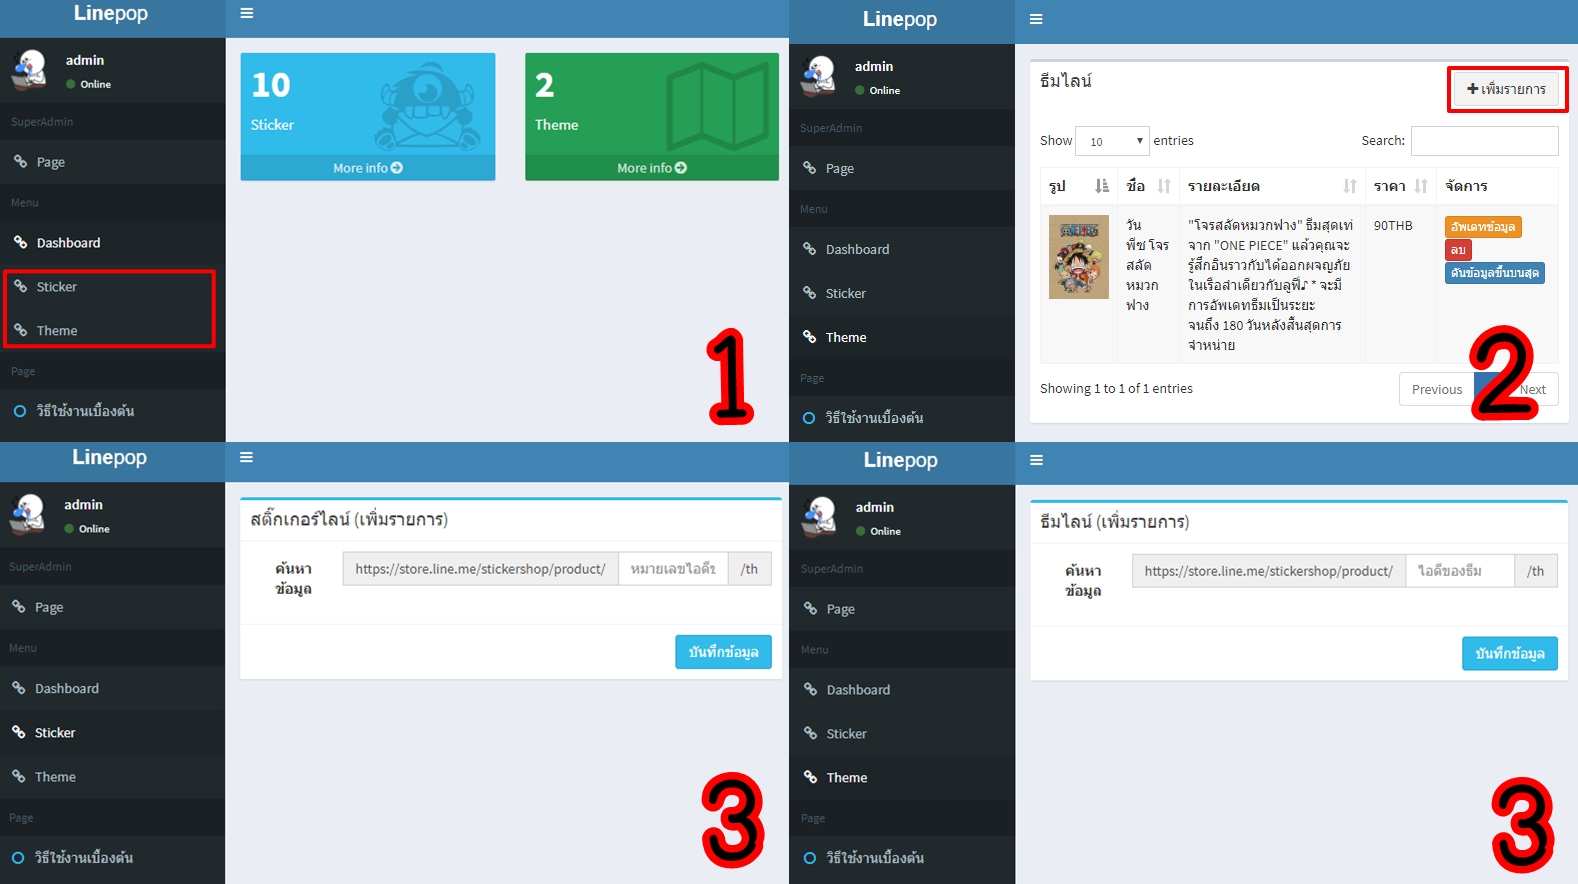 Linepop
admin
Online
SuperAdmin
Page
Menu
Dashboard
Sticker
Theme
Page
วิธีใช้งานเบื้องต้น
10
Sticker
More info
2
Theme
More info
1
Linepop
admin
Online
SuperAdmin
Page
Menu
Dashboard
Sticker
Theme
Page
วิธีใช้งานเบื้องต้น
ธีมไลน์
เพิ่มรายการ
Show 10 entries
Search:
รูป ชื่อ รายละเอียด ราคา จัดการ
วัน
พีซ โจร
สลัด
หมวก
ฟาง
"โจรสลัดหมวกฟาง" ธีมสุดเท่
จาก "ONE PIECE" แล้วคุณจะ
รู้สึกอินราวกับได้ออกผจญภัย
ในเรือลำเดียวกับลูฟี่♪ * จะมี
การอัพเดทธีมเป็นระยะ
จนถึง 180 วันหลังสิ้นสุดการ
จำหน่าย
90THB
อัพเดทข้อมูล
ลบ
ดันข้อมูลขึ้นบนสุด
Showing 1 to 1 of 1 entries
Previous
Next
2
Linepop
admin
Online
SuperAdmin
Page
Menu
Dashboard
Sticker
Theme
Page
วิธีใช้งานเบื้องต้น
สติ๊กเกอร์ไลน์ (เพิ่มรายการ)
ค้นหา
ข้อมูล
https://store.line.me/stickershop/product/
หมายเลขไอดีข
/th
บันทึกข้อมูล
3
Linepop
admin
Online
SuperAdmin
Page
Menu
Dashboard
Sticker
Theme
Page
วิธีใช้งานเบื้องต้น
ธีมไลน์ (เพิ่มรายการ)
ค้นหา
ข้อมูล
https://store.line.me/stickershop/product/
ไอดีของธีม
/th
บันทึกข้อมูล
3